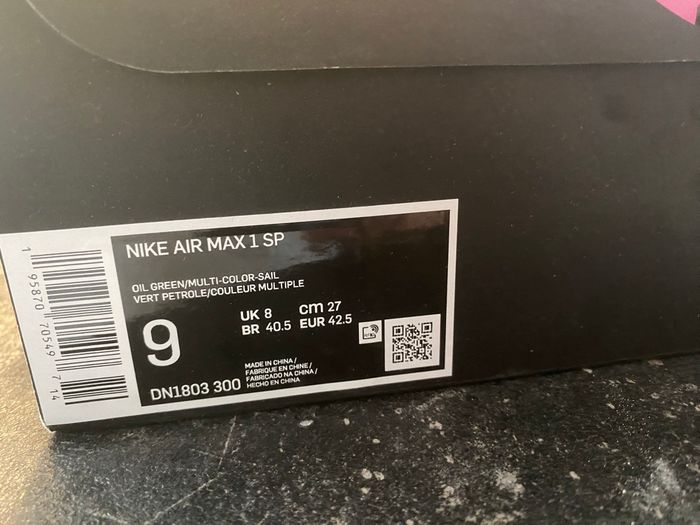 NIKE AIR MAX 1 SP
OIL GREEN/MULTI-COLOR-SAIL
VERT PETROLE/COULEUR MULTIPLE
9
UK 8 cm 27
BR 40.5 EUR 42.5
DN1803 300
MADE IN CHINA /
FABRIQUE EN CHINE /
FABRICADO NA CHINA /
HECHO EN CHINA
1 95870 70549 7 14